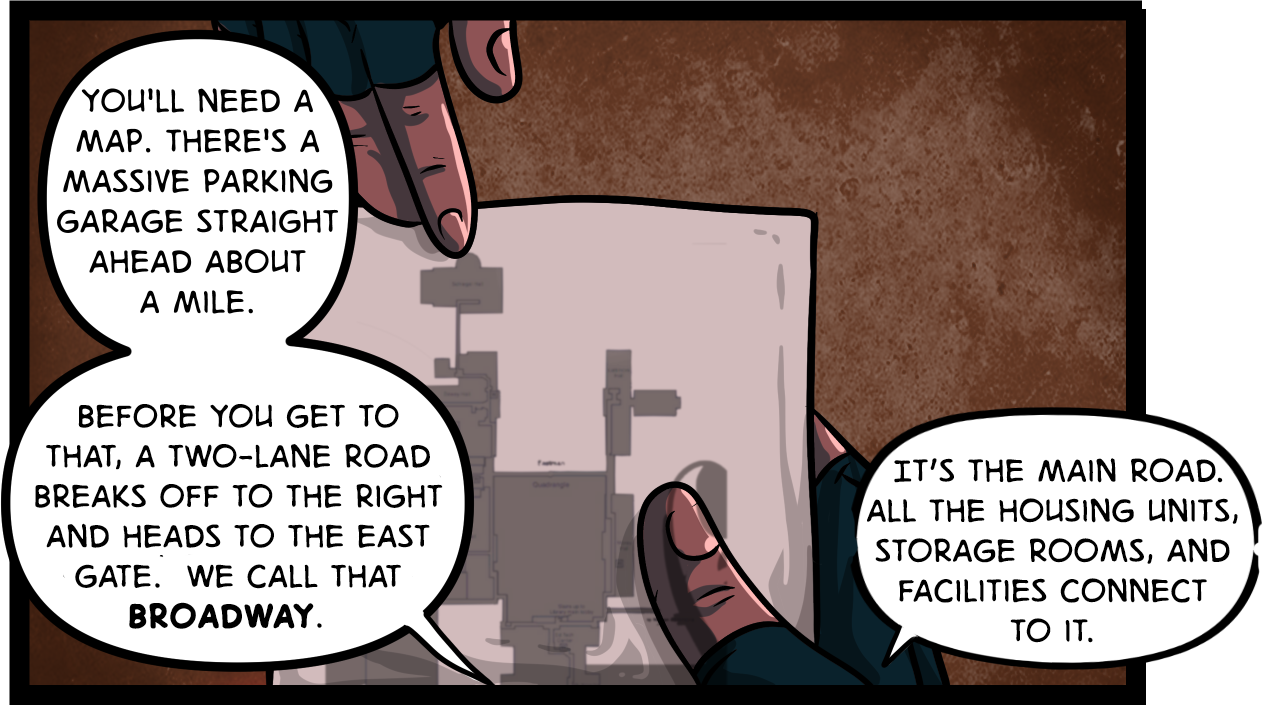 YOU'LL NEED A
MAP. THERE'S A
MASSIVE PARKING
GARAGE STRAIGHT
AHEAD ABOUT
A MILE.
BEFORE YOU GET TO
THAT, A TWO-LANE ROAD
BREAKS OFF TO THE RIGHT
AND HEADS TO THE EAST
GATE. WE CALL THAT
BROADWAY.
IT'S THE MAIN ROAD.
ALL THE HOUSING UNITS,
STORAGE ROOMS, AND
FACILITIES CONNECT
TO IT.
Quadrangle